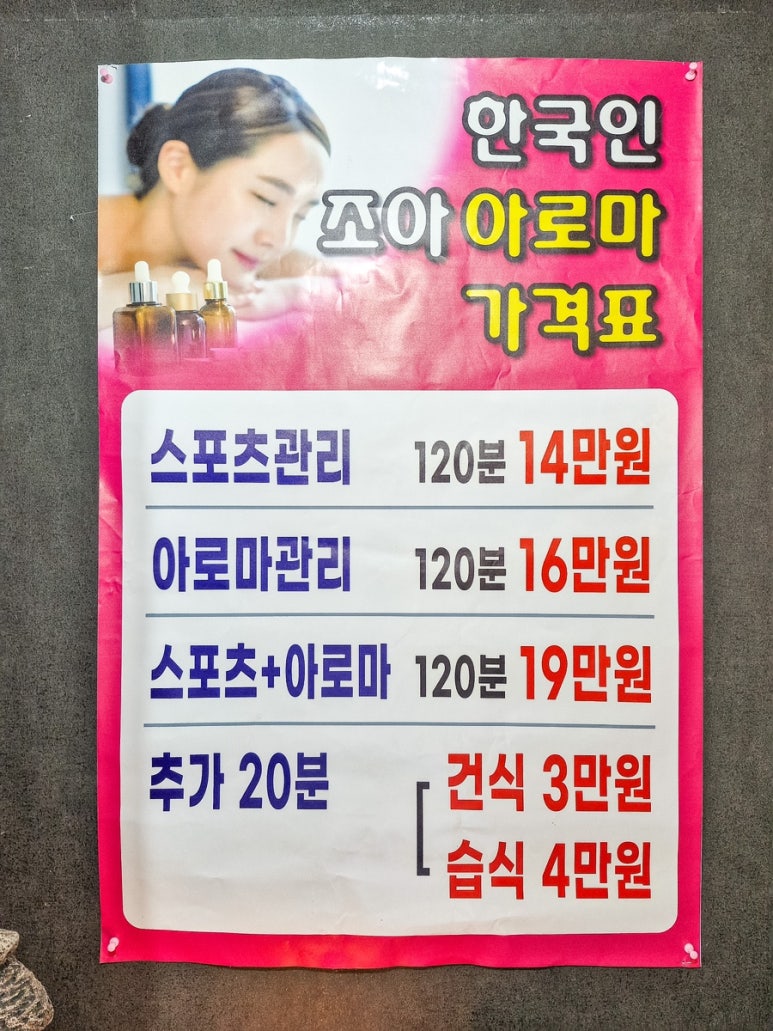 한국인
조아 아로마
가격표
스포츠관리 120분 14만원
아로마관리 120분 16만원
스포츠+아로마 120분 19만원
추가 20분 [ 건식 3만원
습식 4만원